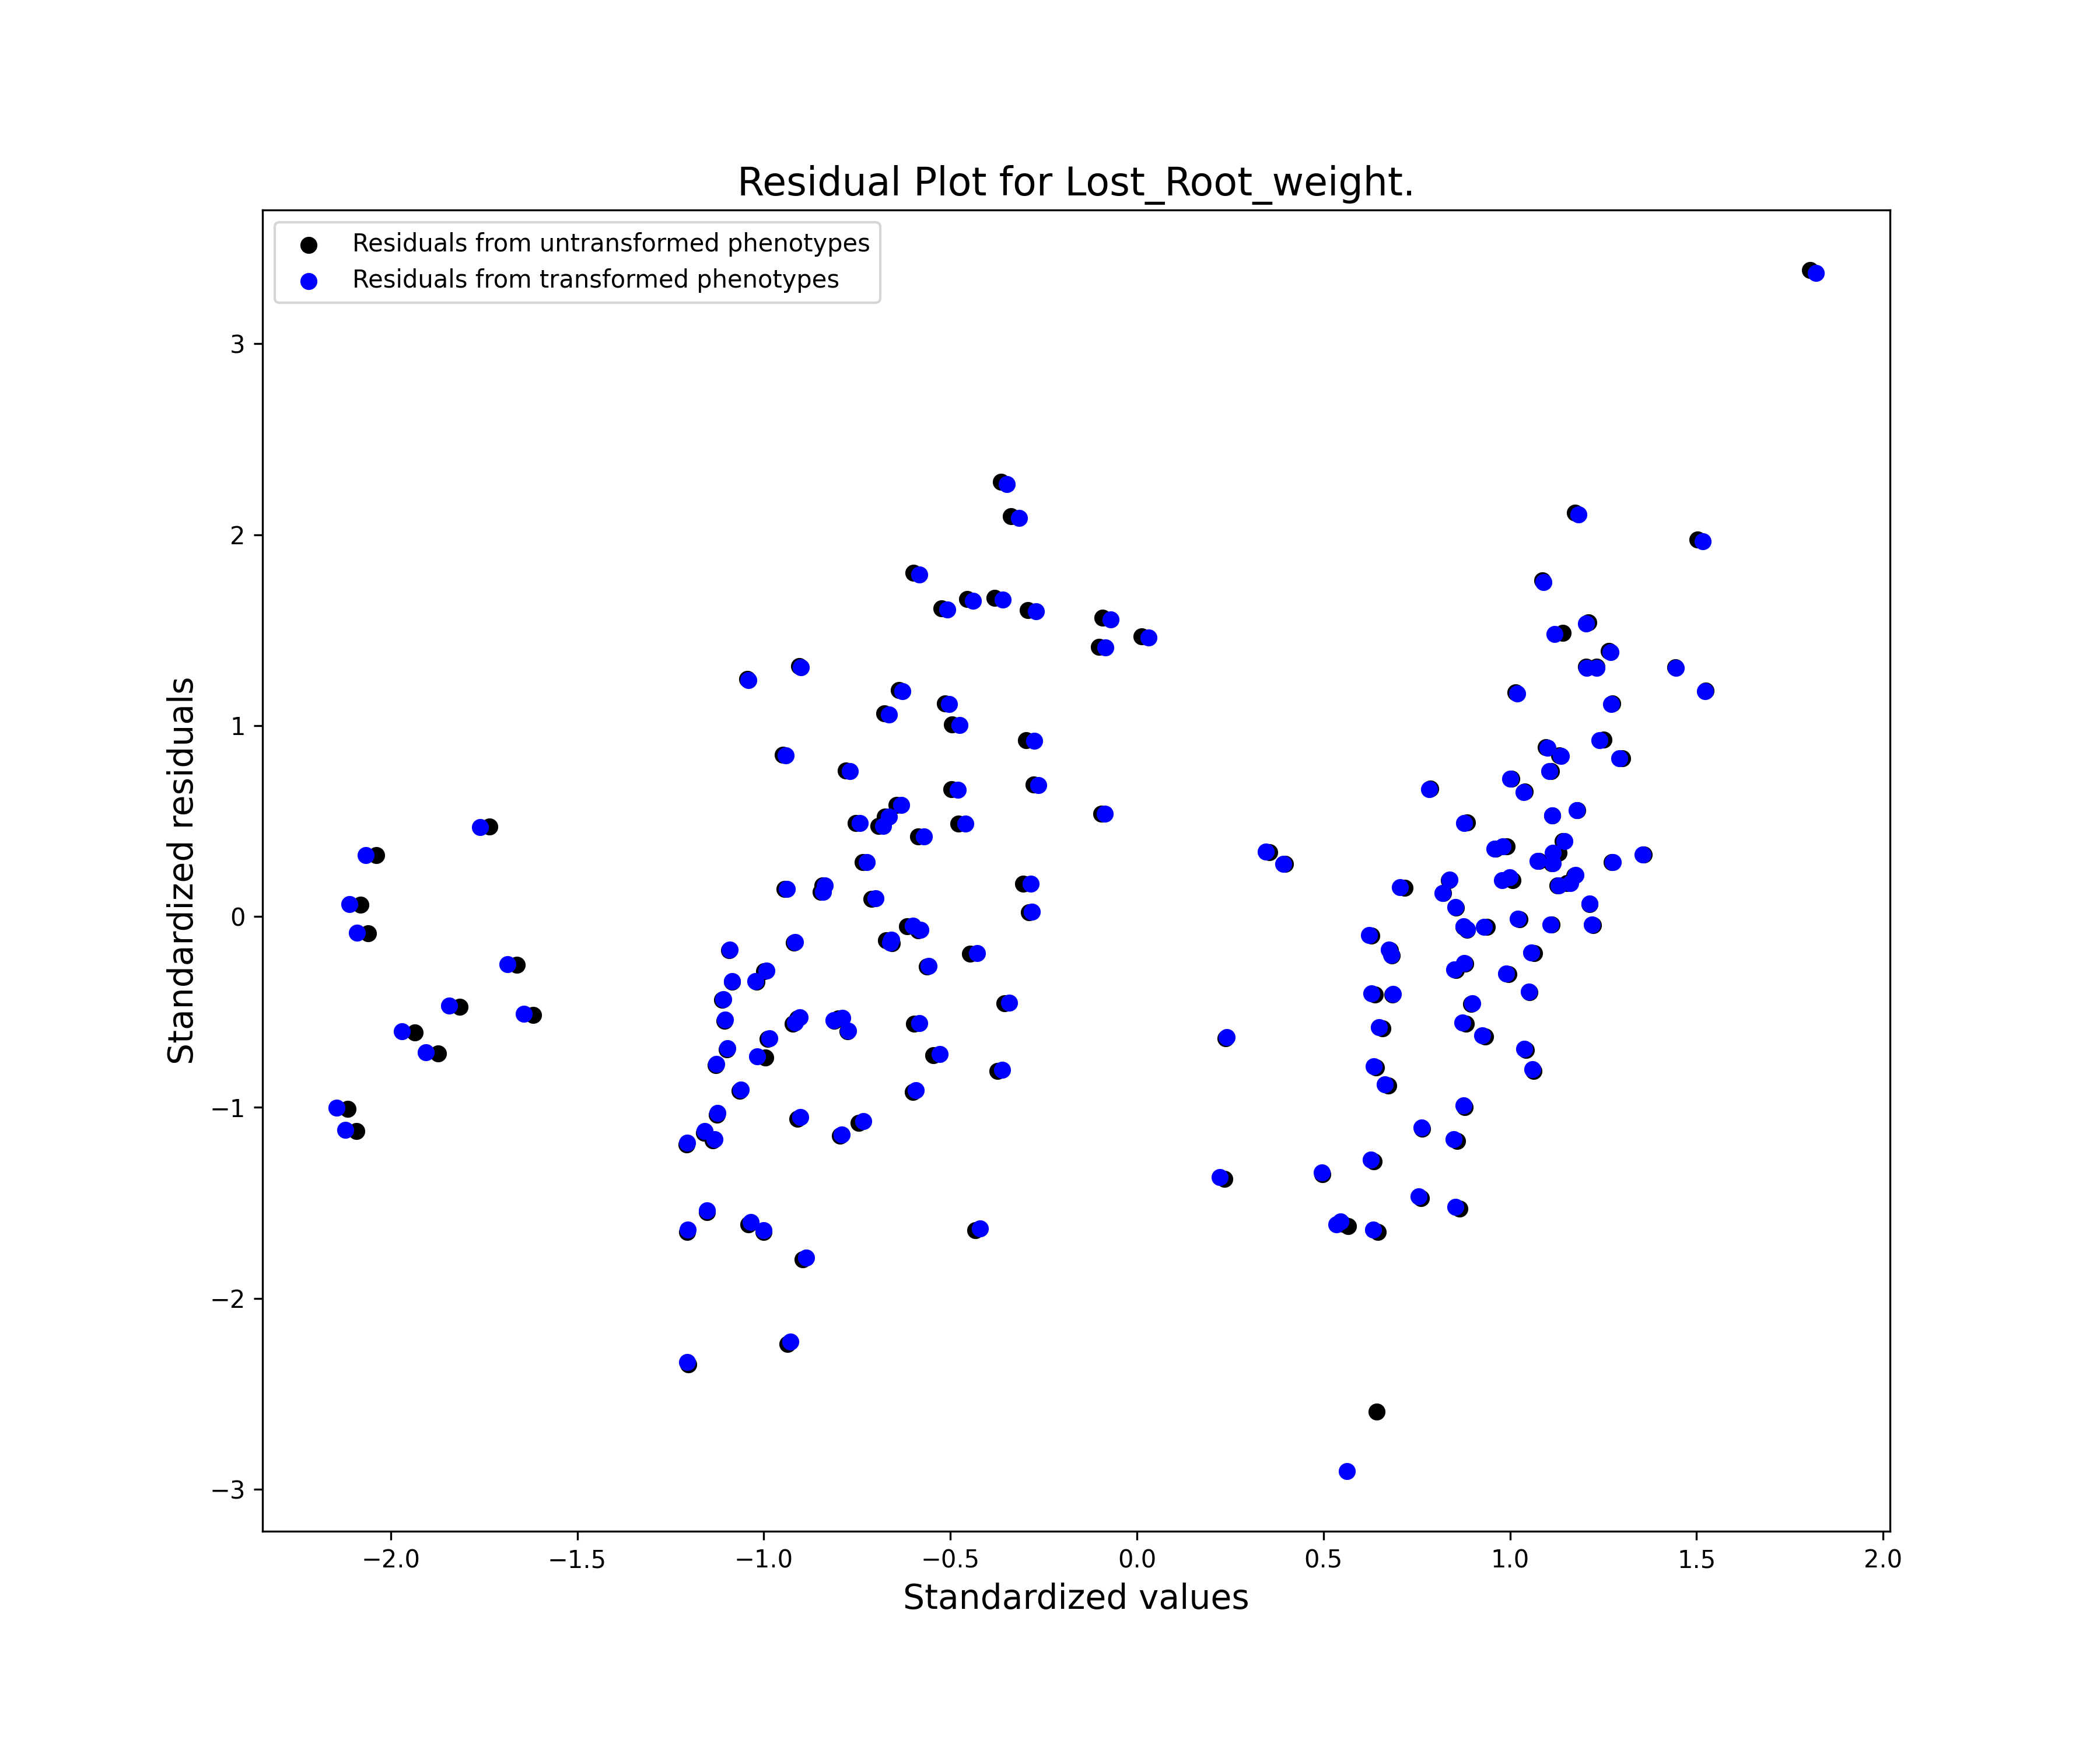 Residual Plot for Lost_Root_weight.
Residuals from untransformed phenotypes
Residuals from transformed phenotypes
Standardized residuals
3
2
1
0
−1
−2
−3
−2.0 −1.5 −1.0 −0.5 0.0 0.5 1.0 1.5 2.0
Standardized values